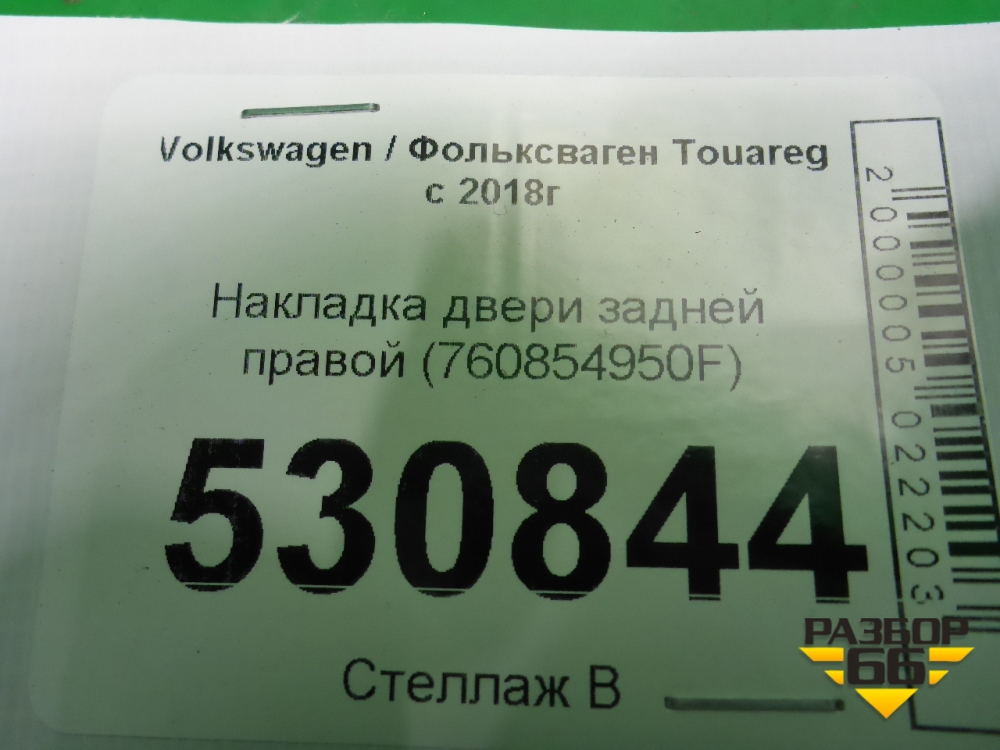 Volkswagen / Фольксваген Touareg
с 2018г
Накладка двери задней
правой (760854950F)
530844
Стеллаж В
2000005022203
РАЗБОР
66